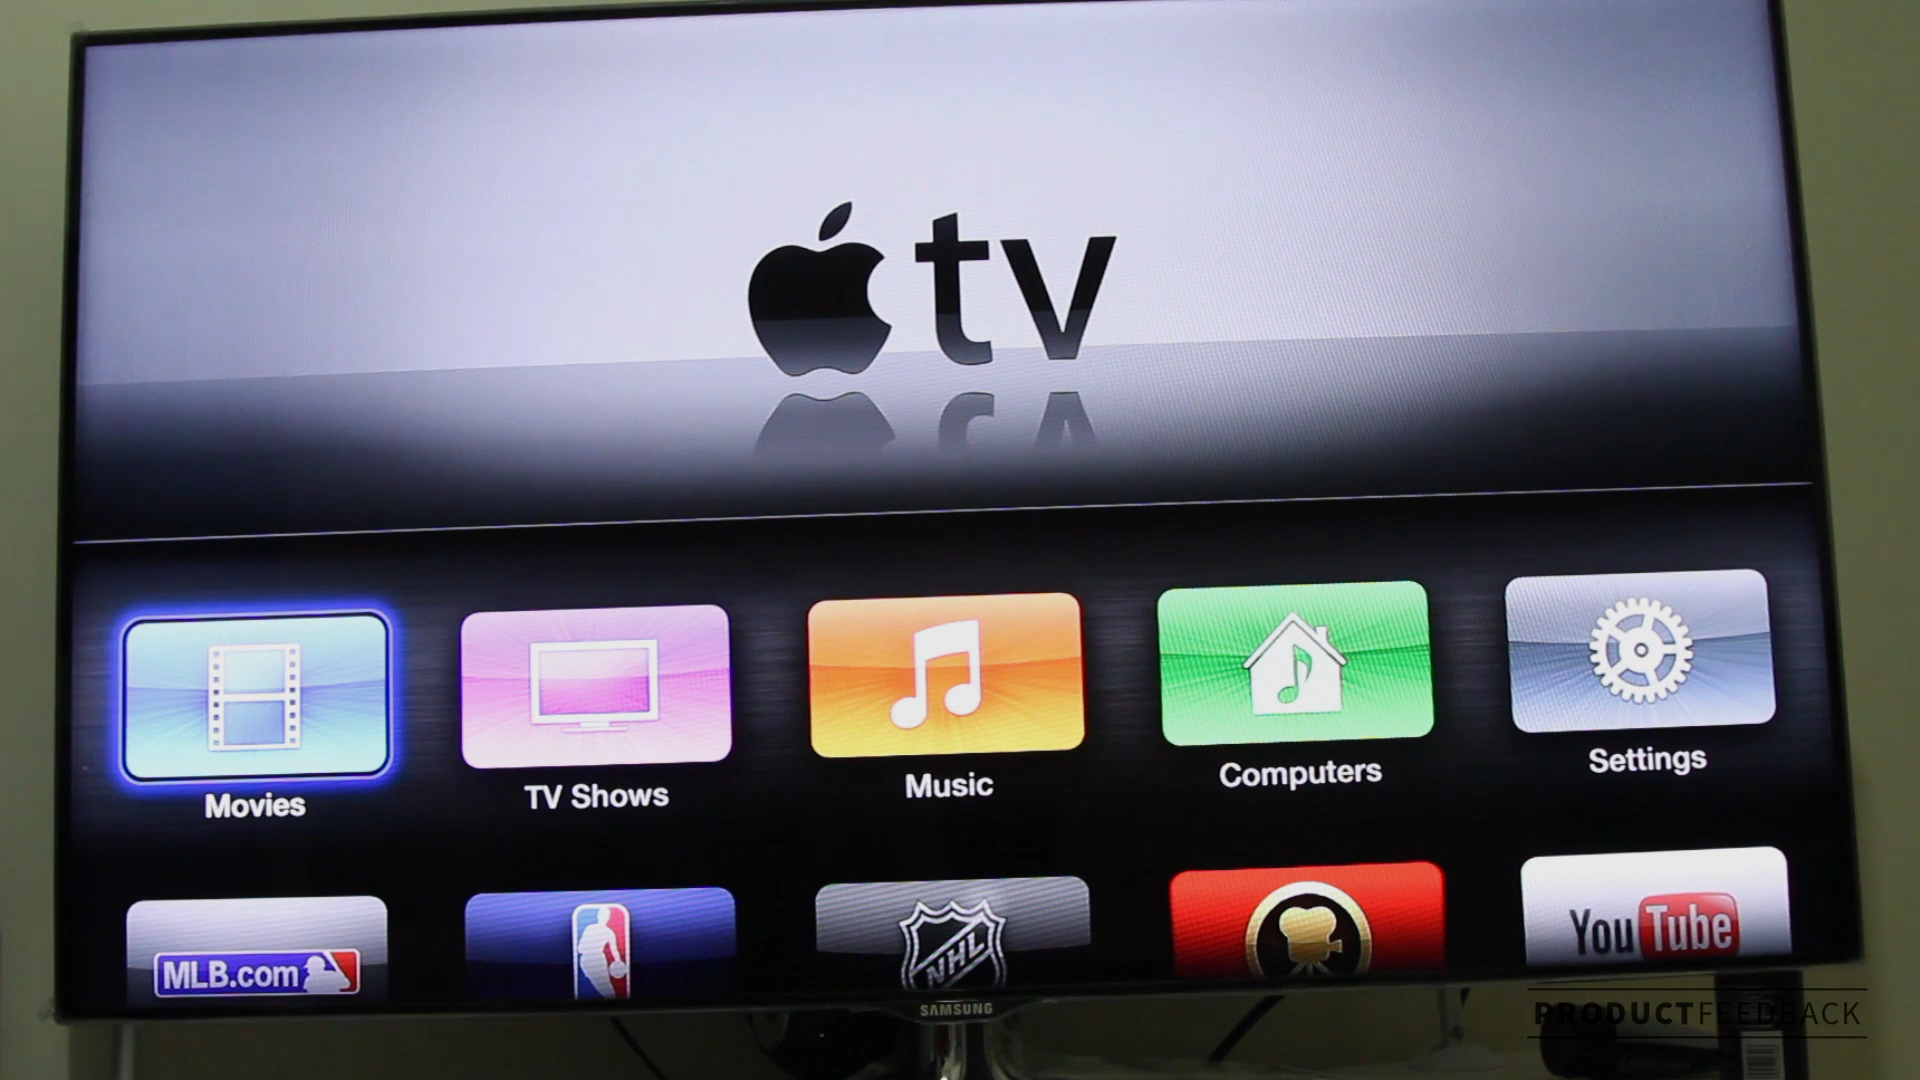 tv
Movies
TV Shows
Music
Computers
Settings
MLB.com
NHL
YouTube
SAMSUNG
PRODUCTFEEDBACK